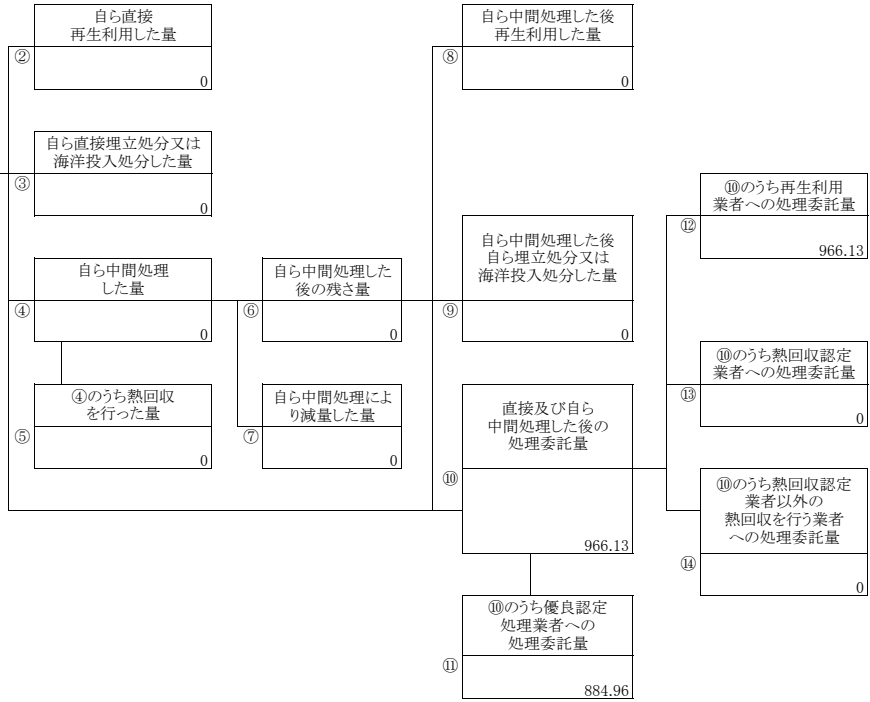 自ら直接
再生利用した量
②
0
自ら直接埋立処分又は
海洋投入処分した量
③
0
自ら中間処理
した量
④
0
④のうち熱回収
を行った量
⑤
0
自ら中間処理した
後の残さ量
⑥
0
自ら中間処理によ
り減量した量
⑦
0
自ら中間処理した後
再生利用した量
⑧
0
自ら中間処理した後
自ら埋立処分又は
海洋投入処分した量
⑨
0
直接及び自ら
中間処理した後の
処理委託量
⑩
966.13
⑩のうち優良認定
処理業者への
処理委託量
⑪
884.96
⑩のうち再生利用
業者への処理委託量
⑫
966.13
⑩のうち熱回収認定
業者への処理委託量
⑬
0
⑩のうち熱回収認定
業者以外の
熱回収を行う業者
への処理委託量
⑭
0